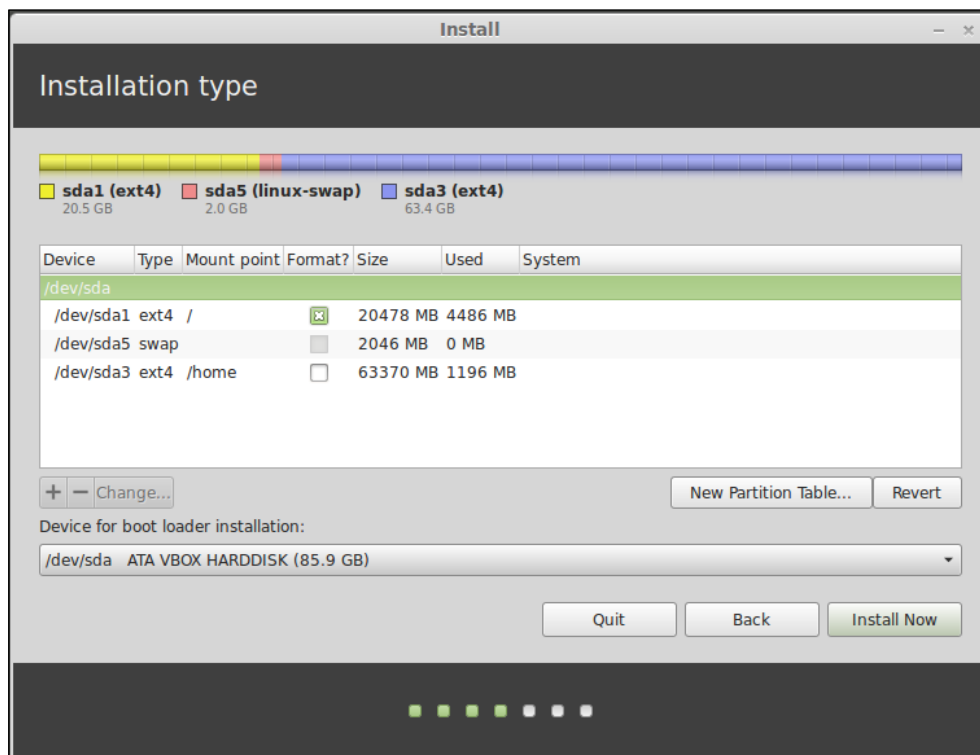 Install
Installation type
sda1 (ext4) sda5 (linux-swap) sda3 (ext4)
20.5 GB 2.0 GB 63.4 GB
Device Type Mount point Format? Size Used System
/dev/sda
/dev/sda1 ext4 / 20478 MB 4486 MB
/dev/sda5 swap 2046 MB 0 MB
/dev/sda3 ext4 /home 63370 MB 1196 MB
+ − Change... New Partition Table... Revert
Device for boot loader installation:
/dev/sda ATA VBOX HARDDISK (85.9 GB)
Quit Back Install Now